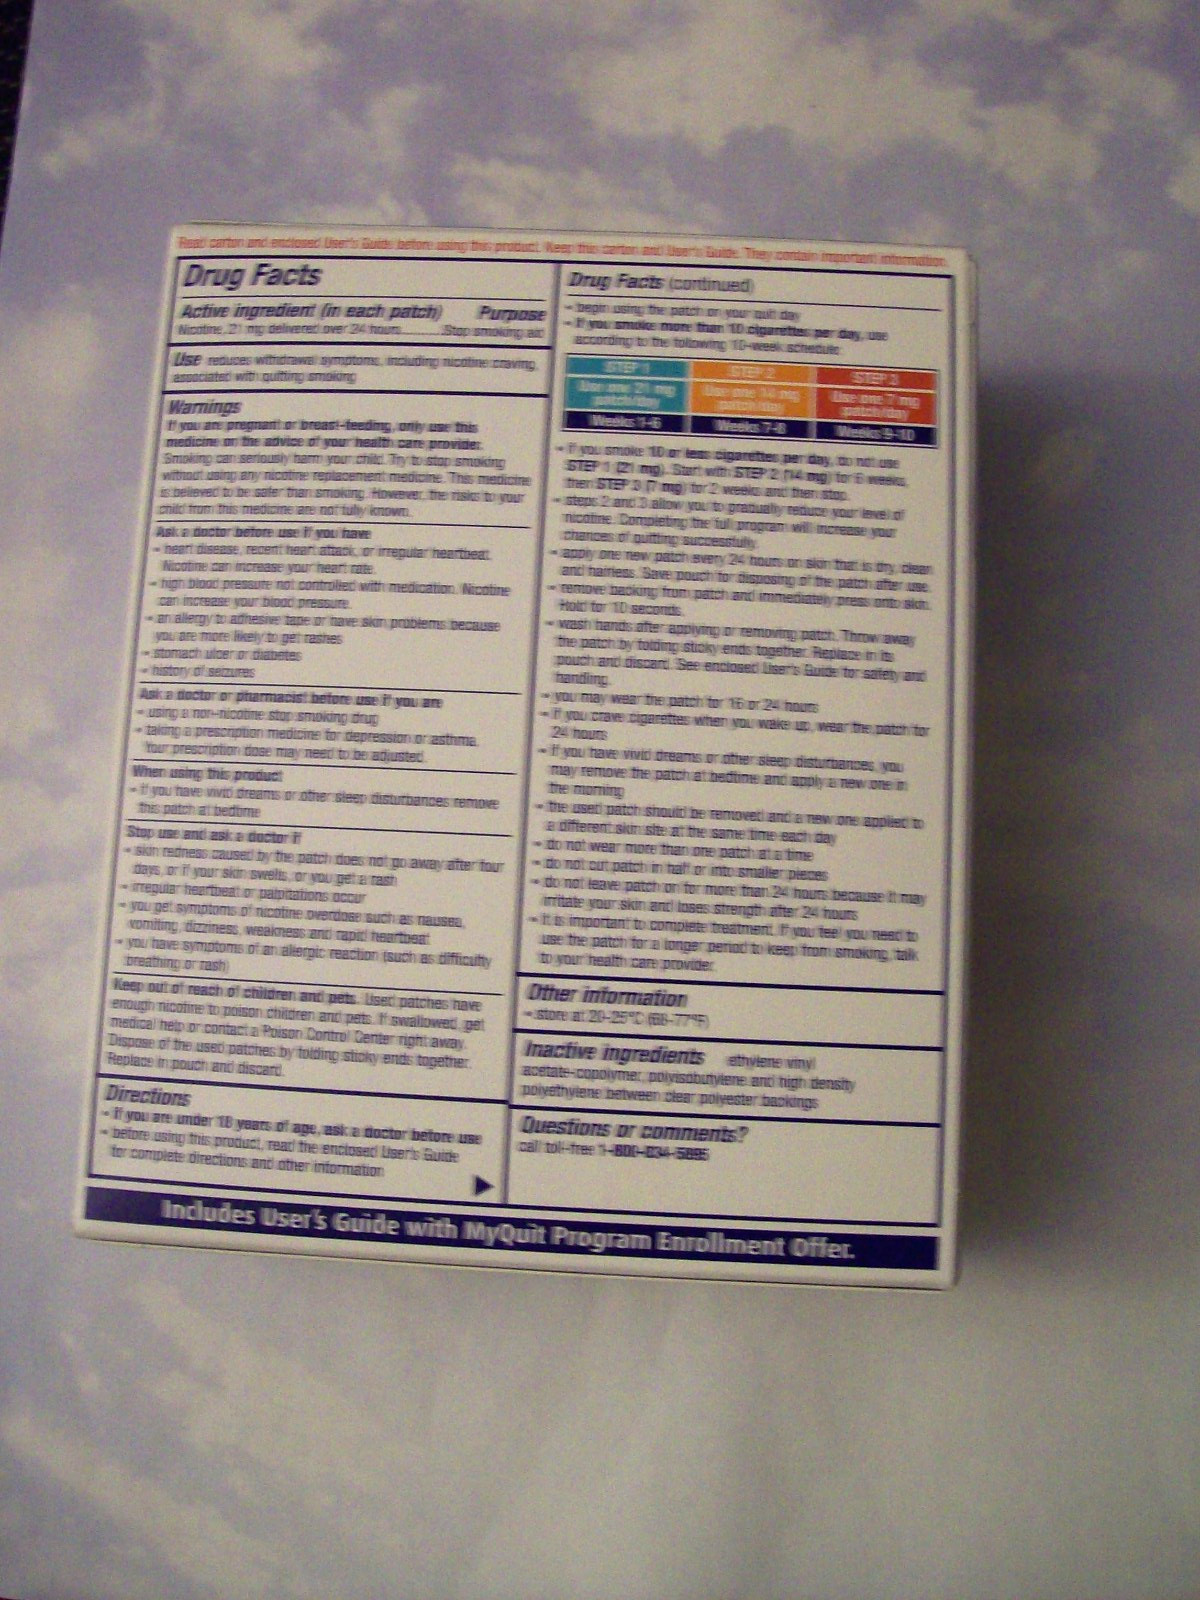 Read carton and enclosed User's Guide before using this product. Keep this carton and User's Guide. They contain important information.
Drug Facts
Active ingredient (in each patch) Purpose
Nicotine, 21 mg delivered over 24 hours........Stop smoking aid
Use reduces withdrawal symptoms, including nicotine craving,
associated with quitting smoking
Warnings
If you are pregnant or breast-feeding, only use this
medicine on the advice of your health care provider.
Smoking can seriously harm your child. Try to stop smoking
without using any nicotine replacement medicine. This medicine
is believed to be safer than smoking. However, the risks to your
child from this medicine are not fully known.
Ask a doctor before use if you have
• heart disease, recent heart attack, or irregular heartbeat.
Nicotine can increase your heart rate.
• high blood pressure not controlled with medication. Nicotine
can increase your blood pressure.
• an allergy to adhesive tape or have skin problems because
you are more likely to get rashes
• stomach ulcer or diabetes
• history of seizures
Ask a doctor or pharmacist before use if you are
• using a non-nicotine stop smoking drug
• taking a prescription medicine for depression or asthma.
Your prescription dose may need to be adjusted.
When using this product
• if you have vivid dreams or other sleep disturbances remove
this patch at bedtime
Stop use and ask a doctor if
• skin redness caused by the patch does not go away after four
days, or if your skin swells, or you get a rash
• irregular heartbeat or palpitations occur
• you get symptoms of nicotine overdose such as nausea,
vomiting, dizziness, weakness and rapid heartbeat
• you have symptoms of an allergic reaction (such as difficulty
breathing or rash)
Keep out of reach of children and pets. Used patches have
enough nicotine to poison children and pets. If swallowed, get
medical help or contact a Poison Control Center right away.
Dispose of the used patches by folding sticky ends together.
Replace in pouch and discard.
Directions
• if you are under 18 years of age, ask a doctor before use
• before using this product, read the enclosed User's Guide
for complete directions and other information
Drug Facts (continued)
• begin using the patch on your quit day
• if you smoke more than 10 cigarettes per day, use
according to the following 10-week schedule:
STEP 1 STEP 2 STEP 3
Use one 21 mg Use one 14 mg Use one 7 mg
patch/day patch/day patch/day
Weeks 1-6 Weeks 7-8 Weeks 9-10
• if you smoke 10 or less cigarettes per day, do not use
STEP 1 (21 mg). Start with STEP 2 (14 mg) for 6 weeks,
then STEP 3 (7 mg) for 2 weeks and then stop.
• steps 2 and 3 allow you to gradually reduce your level of
nicotine. Completing the full program will increase your
chances of quitting successfully.
• apply one new patch every 24 hours on skin that is dry, clean
and hairless. Save pouch for disposing of the patch after use.
• remove backing from patch and immediately press onto skin.
Hold for 10 seconds.
• wash hands after applying or removing patch. Throw away
the patch by folding sticky ends together. Replace in its
pouch and discard. See enclosed User's Guide for safety and
handling.
• you may wear the patch for 16 or 24 hours
• if you crave cigarettes when you wake up, wear the patch for
24 hours
• if you have vivid dreams or other sleep disturbances, you
may remove the patch at bedtime and apply a new one in
the morning
• the used patch should be removed and a new one applied to
a different skin site at the same time each day
• do not wear more than one patch at a time
• do not cut patch in half or into smaller pieces
• do not leave patch on for more than 24 hours because it may
irritate your skin and loses strength after 24 hours
• it is important to complete treatment. If you feel you need to
use the patch for a longer period to keep from smoking, talk
to your health care provider.
Other information
• store at 20-25°C (68-77°F)
Inactive ingredients ethylene vinyl
acetate-copolymer, polyisobutylene and high density
polyethylene between clear polyester backings
Questions or comments?
call toll-free
Includes User's Guide with MyQuit Program Enrollment Offer.